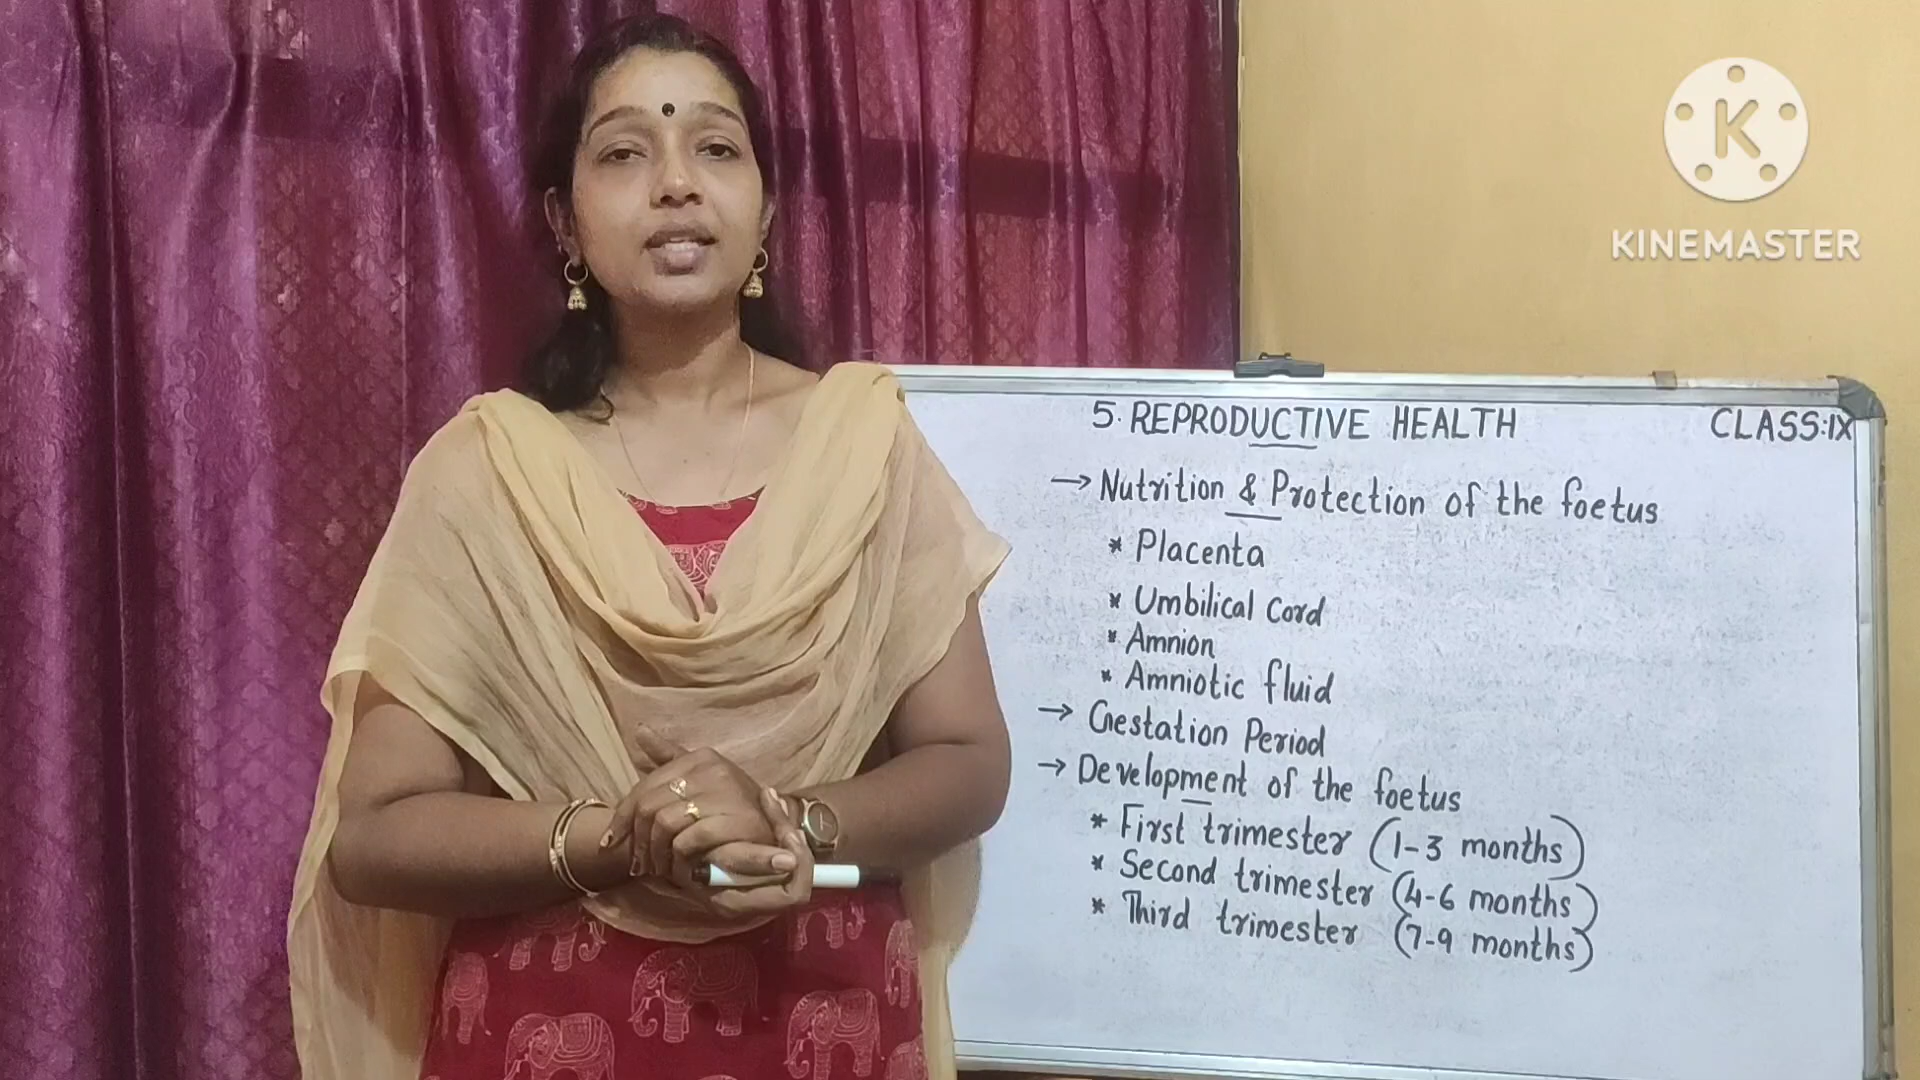 K
KINEMASTER
5. REPRODUCTIVE HEALTH CLASS:IX
→ Nutrition & Protection of the foetus
* Placenta
* Umbilical Cord
* Amnion
* Amniotic fluid
→ Gestation Period
→ Development of the foetus
* First trimester (1-3 months)
* Second trimester (4-6 months)
* Third trimester (7-9 months)